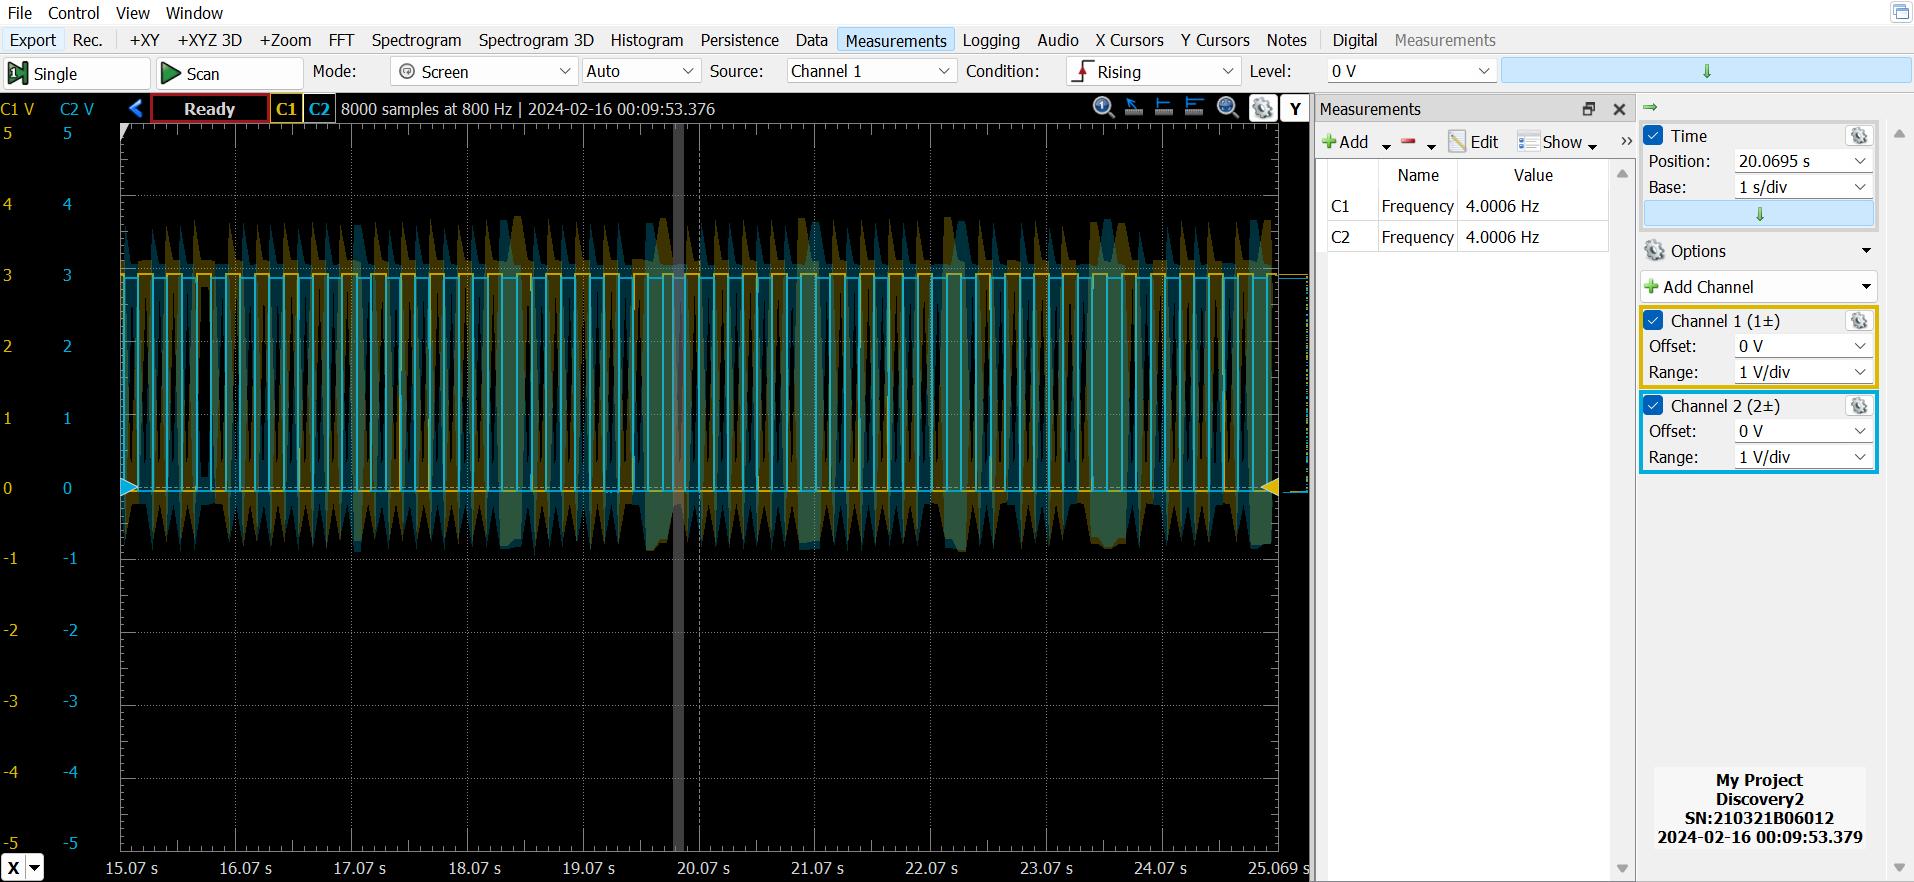 File Control View Window
Export Rec. +XY +XYZ 3D +Zoom FFT Spectrogram Spectrogram 3D Histogram Persistence Data Measurements Logging Audio X Cursors Y Cursors Notes Digital Measurements
Single Scan Mode: Screen Auto Source: Channel 1 Condition: Rising Level: 0 V
C1 V C2 V Ready C1 C2 8000 samples at 800 Hz | 2024-02-16 00:09:53.376 Y
5 5
4 4
3 3
2 2
1 1
0 0
-1 -1
-2 -2
-3 -3
-4 -4
-5 -5
X 15.07 s 16.07 s 17.07 s 18.07 s 19.07 s 20.07 s 21.07 s 22.07 s 23.07 s 24.07 s 25.069 s
Measurements
Add Edit Show »
Name Value
C1 Frequency 4.0006 Hz
C2 Frequency 4.0006 Hz
Time
Position: 20.0695 s
Base: 1 s/div
Options
Add Channel
Channel 1 (1±)
Offset: 0 V
Range: 1 V/div
Channel 2 (2±)
Offset: 0 V
Range: 1 V/div
My Project
Discovery2
SN:210321B06012
2024-02-16 00:09:53.379